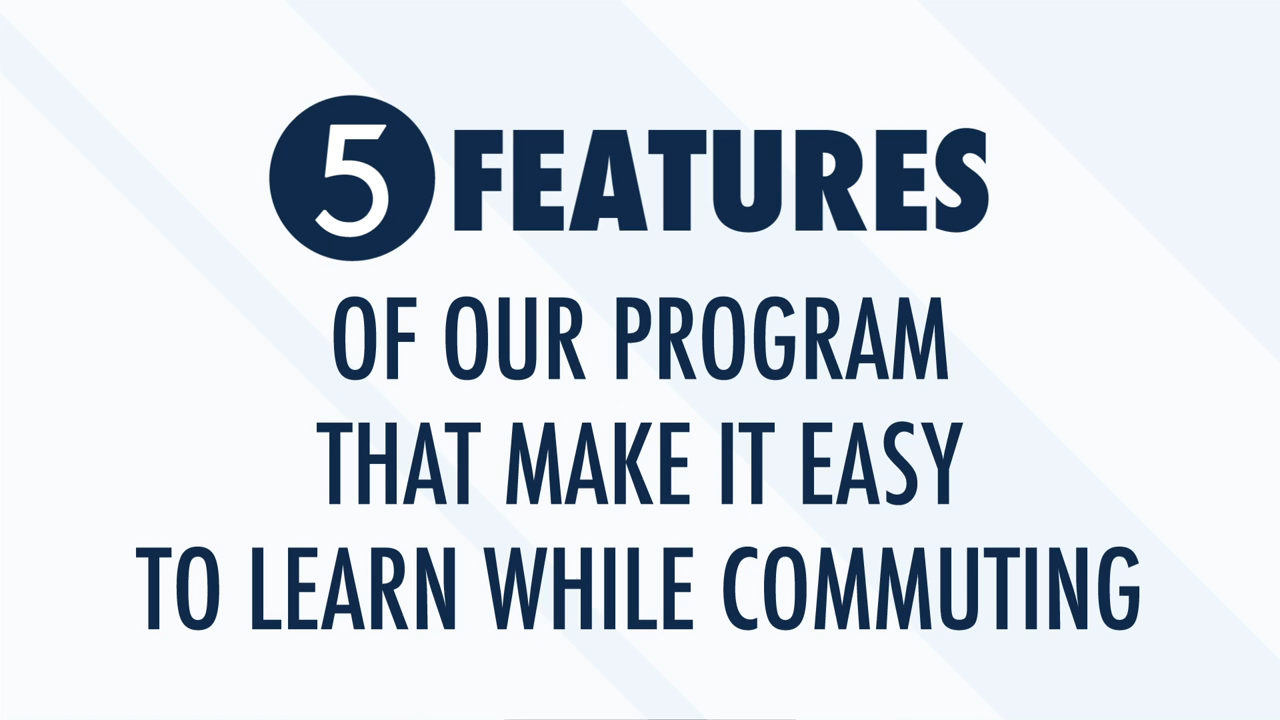 5 FEATURES
OF OUR PROGRAM
THAT MAKE IT EASY
TO LEARN WHILE COMMUTING